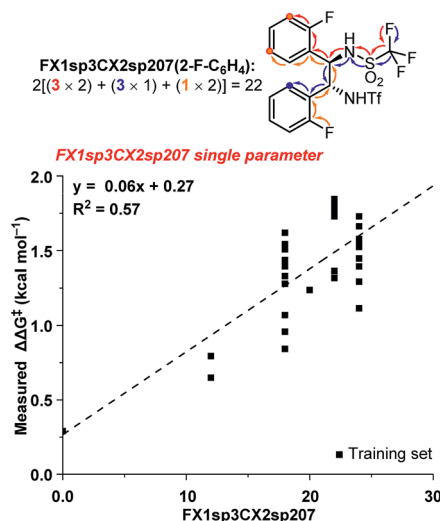 FX1sp3CX2sp207(2-F-C₆H₄):
2[(3 × 2) + (3 × 1) + (1 × 2)] = 22
F
NH
S
O₂
F
F
F
NHTf
F
FX1sp3CX2sp207 single parameter
y = 0.06x + 0.27
R² = 0.57
Measured ΔΔG‡ (kcal mol⁻¹)
2.0
1.5
1.0
0.5
0.0
Training set
0.0
10
20
30
FX1sp3CX2sp207